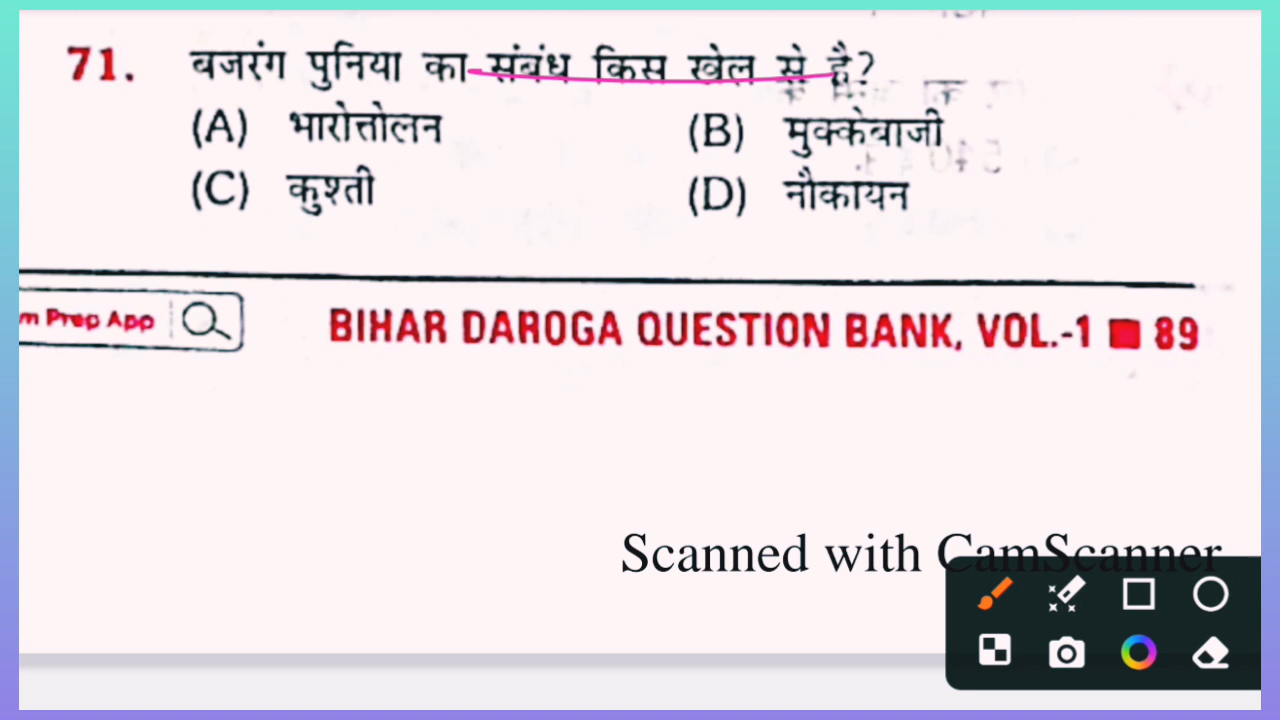 71. बजरंग पुनिया का संबंध किस खेल से है?
(A) भारोत्तोलन (B) मुक्केबाजी
(C) कुश्ती (D) नौकायन
m Prep App
BIHAR DAROGA QUESTION BANK, VOL.-1 ■ 89
Scanned with CamScanner